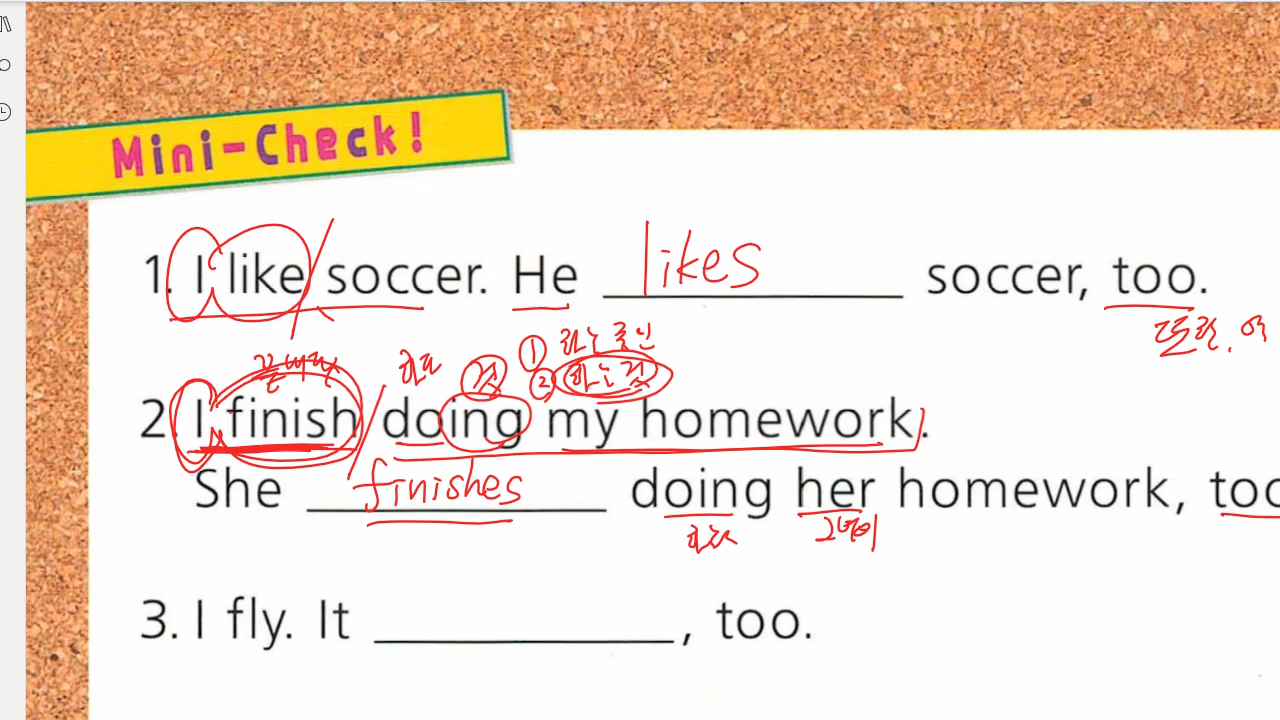 Mini-Check!
1. I like soccer. He likes soccer, too.
또한, 역
끝내다 하다 것 ① 하는 중인
② 하는 것
2. I finish doing my homework.
She finishes doing her homework, too
하는 그녀의
3. I fly. It ________, too.